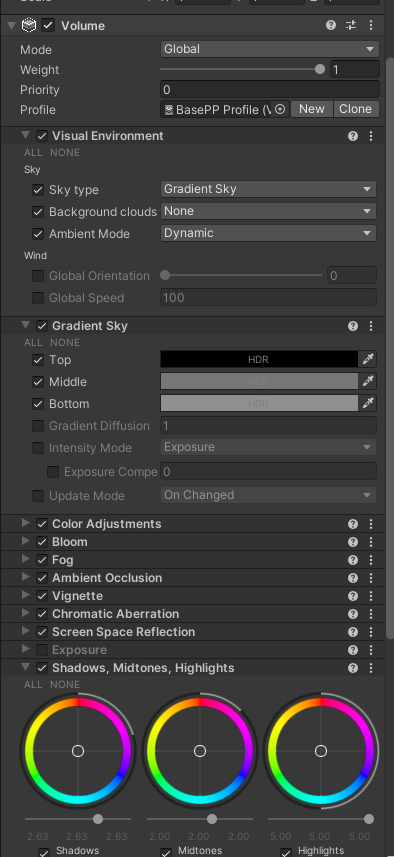 Volume
Mode Global
Weight 1
Priority 0
Profile BasePP Profile (V New Clone
Visual Environment
ALL NONE
Sky
Sky type Gradient Sky
Background clouds None
Ambient Mode Dynamic
Wind
Global Orientation 0
Global Speed 100
Gradient Sky
ALL NONE
Top HDR
Middle HDR
Bottom HDR
Gradient Diffusion 1
Intensity Mode Exposure
Exposure Compe 0
Update Mode On Changed
Color Adjustments
Bloom
Fog
Ambient Occlusion
Vignette
Chromatic Aberration
Screen Space Reflection
Exposure
Shadows, Midtones, Highlights
ALL NONE
2.63 2.63 2.63 2.00 2.00 2.00 5.00 5.00 5.00
Shadows Midtones Highlights